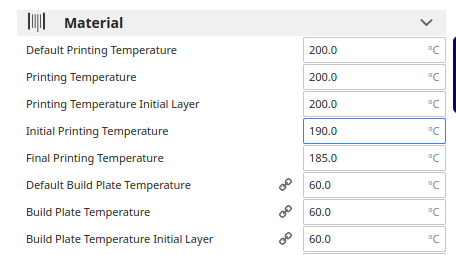 Material
Default Printing Temperature 200.0 °C
Printing Temperature 200.0 °C
Printing Temperature Initial Layer 200.0 °C
Initial Printing Temperature 190.0 °C
Final Printing Temperature 185.0 °C
Default Build Plate Temperature 60.0 °C
Build Plate Temperature 60.0 °C
Build Plate Temperature Initial Layer 60.0 °C